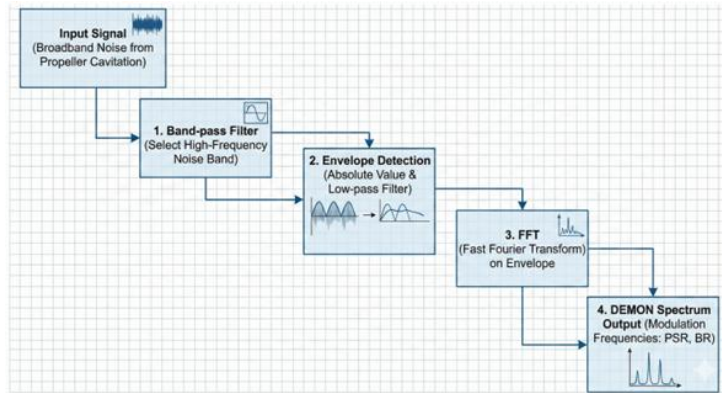 Input Signal
(Broadband Noise from
Propeller Cavitation)
1. Band-pass Filter
(Select High-Frequency
Noise Band)
2. Envelope Detection
(Absolute Value &
Low-pass Filter)
3. FFT
(Fast Fourier Transform)
on Envelope
4. DEMON Spectrum
Output (Modulation
Frequencies: PSR, BR)